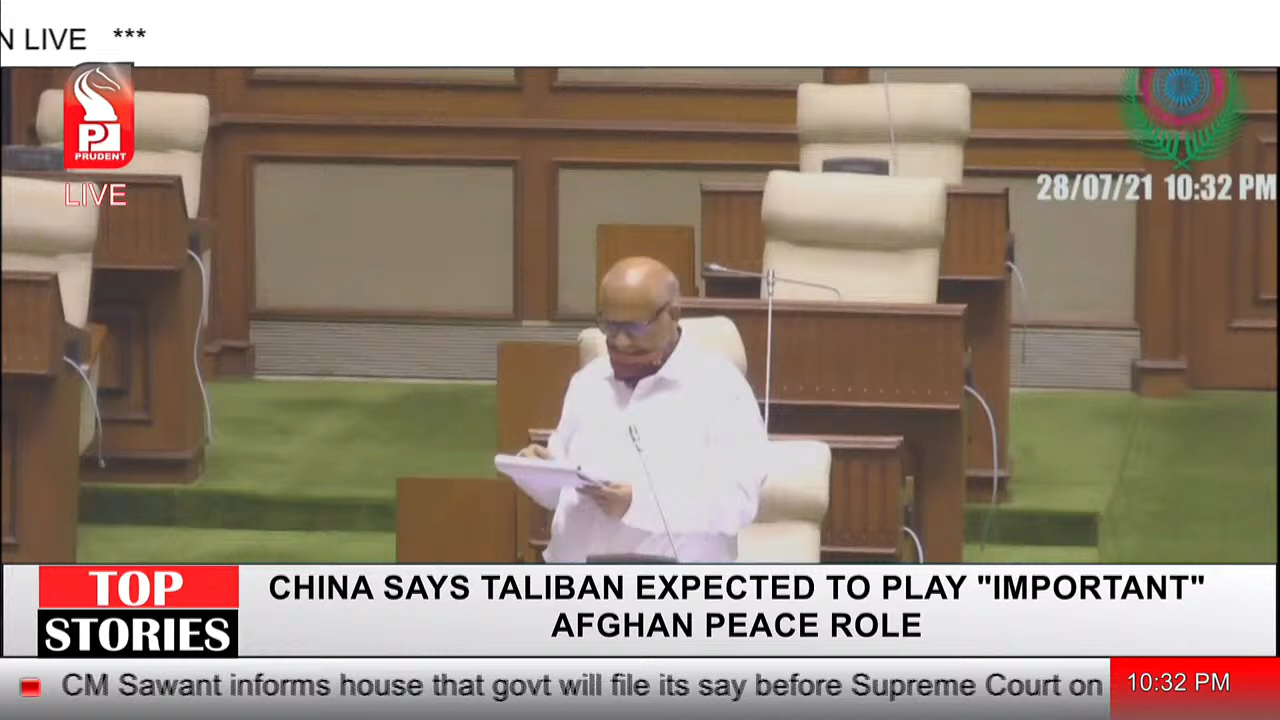 N LIVE ***
PJ
PRUDENT
LIVE
28/07/21 10:32 PM
TOP
STORIES
CHINA SAYS TALIBAN EXPECTED TO PLAY "IMPORTANT"
AFGHAN PEACE ROLE
CM Sawant informs house that govt will file its say before Supreme Court on
10:32 PM